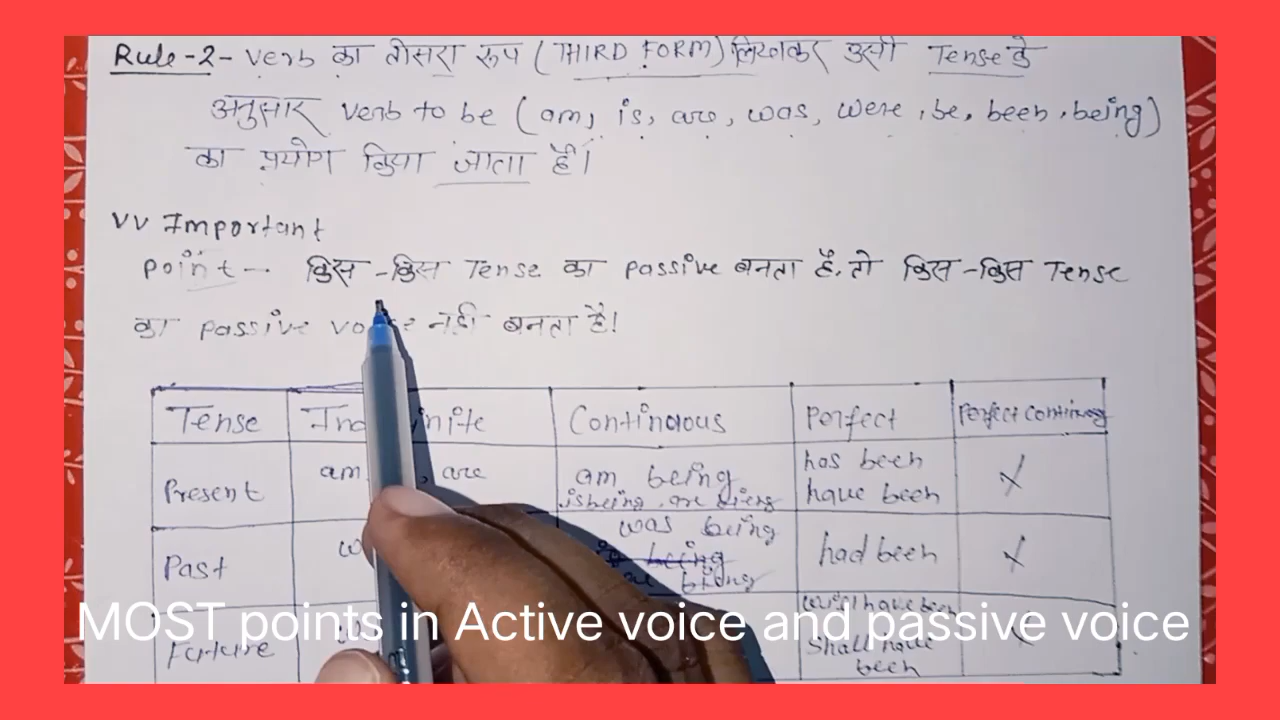 Rule-2- Verb का तीसरा रूप (THIRD FORM) लिखकर उसी Tense के
अनुसार verb to be (am, is, are, was, were, be, been, being)
का प्रयोग किया जाता है।
VV Important
Point- किस-किस Tense का passive बनता है, तो किस-किस Tense
का passive नही बनता है।
Tense Continuous Perfect Perfect Continuous
Present am are am being is being, are being has been have been X
Past was being had been X
MOST points in Active voice and passive voice
Future will have been Shall have been